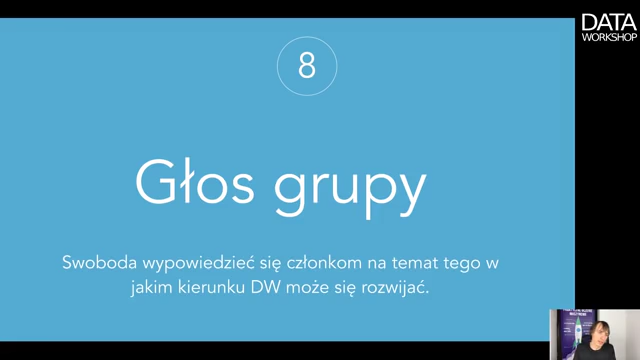 DATA
WORKSHOP
8
Głos grupy
Swoboda wypowiedzieć się członkom na temat tego w
jakim kierunku DW może się rozwijać.